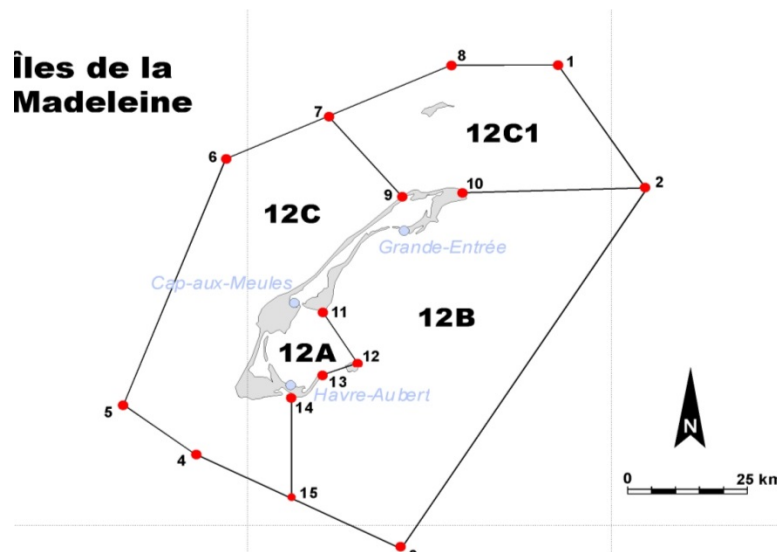 Îles de la
Madeleine
8
1
7
12C1
6
2
9
10
12C
Grande-Entrée
Cap-aux-Meules
11
12B
12A
12
13
Havre-Aubert
14
5
4
N
0 25 km
15